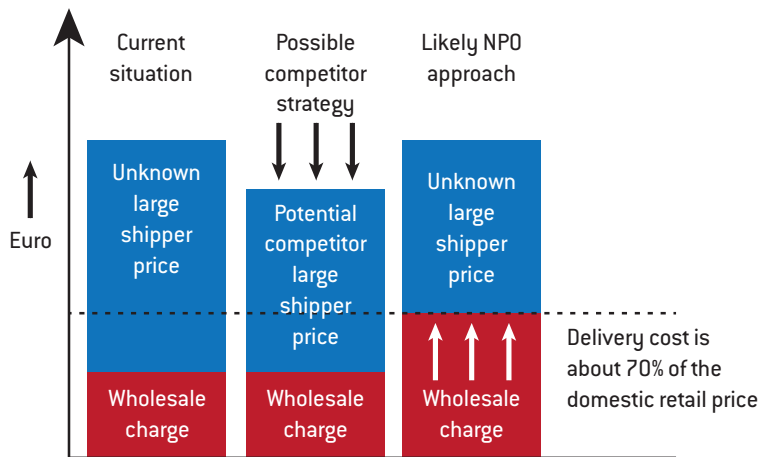 Current
situation
Possible
competitor
strategy
Likely NPO
approach
Euro
Unknown
large
shipper
price
Potential
competitor
large
shipper
price
Unknown
large
shipper
price
Wholesale
charge
Wholesale
charge
Wholesale
charge
Delivery cost is
about 70% of the
domestic retail price